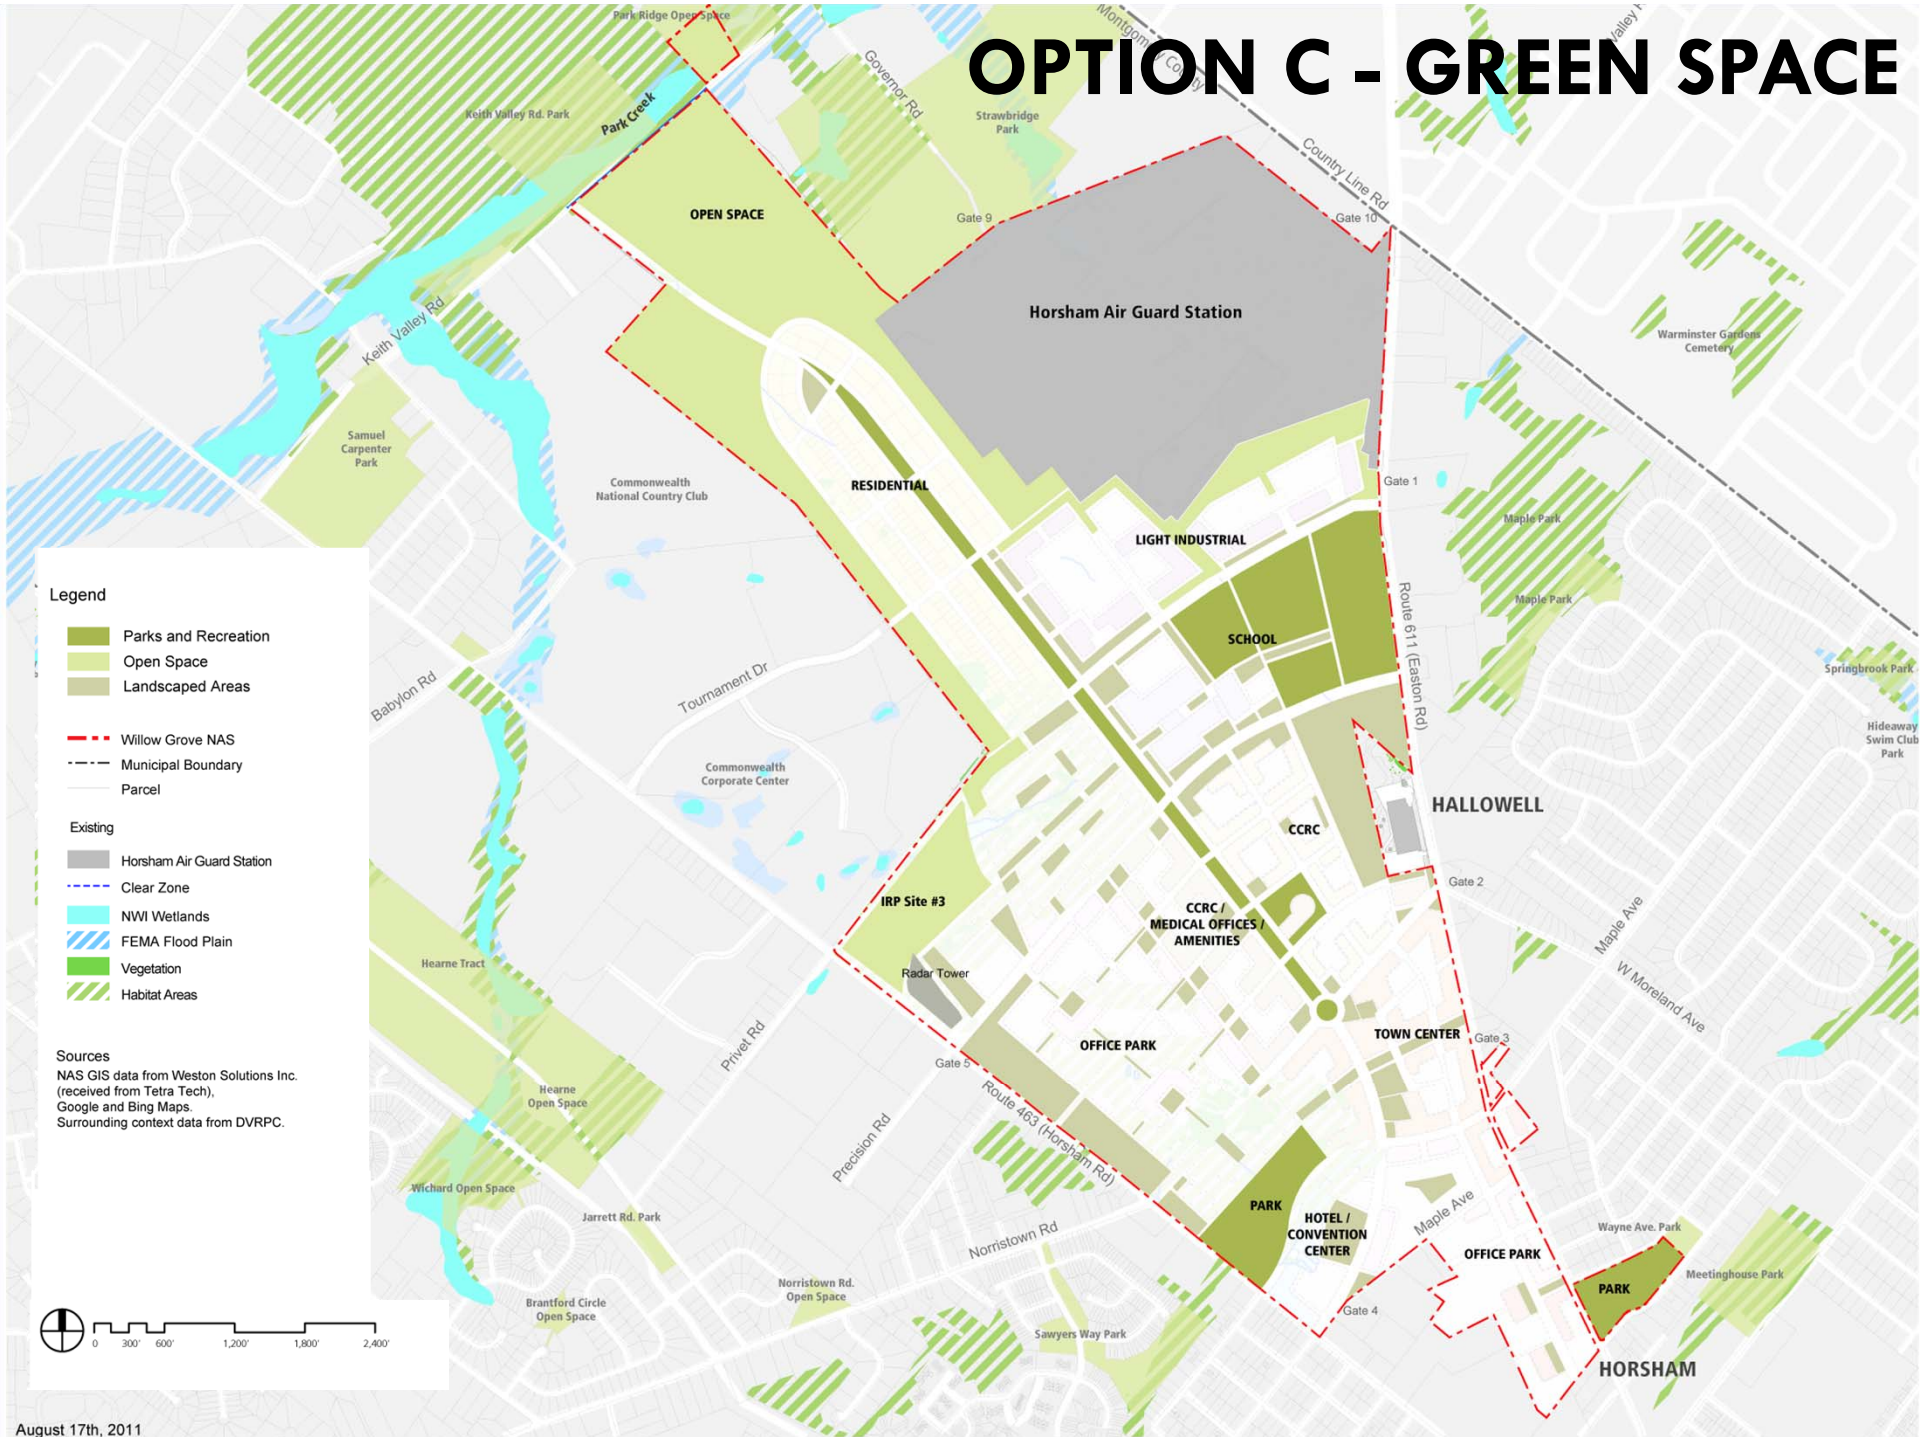 OPTION C - GREEN SPACE
Park Ridge Open Space
Montgomery County
Governor Rd
Keith Valley Rd. Park
Park Creek
Strawbridge
Park
Country Line Rd
OPEN SPACE
Gate 9
Gate 10
Horsham Air Guard Station
Keith Valley Rd
Warminster Gardens
Cemetery
Samuel
Carpenter
Park
Commonwealth
National Country Club
RESIDENTIAL
Gate 1
Maple Park
LIGHT INDUSTRIAL
Maple Park
Route 611 (Easton Rd)
SCHOOL
Springbrook Park
Babylon Rd
Tournament Dr
Hideaway
Swim Club
Park
Commonwealth
Corporate Center
HALLOWELL
CCRC
Gate 2
IRP Site #3
CCRC /
MEDICAL OFFICES /
AMENITIES
Maple Ave
W Moreland Ave
Hearne Tract
Radar Tower
Privet Rd
OFFICE PARK
TOWN CENTER
Gate 3
Gate 5
Route 463 (Horsham Rd)
Hearne
Open Space
Precision Rd
Wichard Open Space
Jarrett Rd. Park
PARK
HOTEL /
CONVENTION
CENTER
Maple Ave
Norristown Rd
OFFICE PARK
Wayne Ave. Park
Meetinghouse Park
PARK
Norristown Rd.
Open Space
Brantford Circle
Open Space
Gate 4
Sawyers Way Park
HORSHAM
Legend
Parks and Recreation
Open Space
Landscaped Areas
Willow Grove NAS
Municipal Boundary
Parcel
Existing
Horsham Air Guard Station
Clear Zone
NWI Wetlands
FEMA Flood Plain
Vegetation
Habitat Areas
Sources
NAS GIS data from Weston Solutions Inc.
(received from Tetra Tech),
Google and Bing Maps.
Surrounding context data from DVRPC.
0 300' 600' 1,200' 1,800' 2,400'
August 17th, 2011